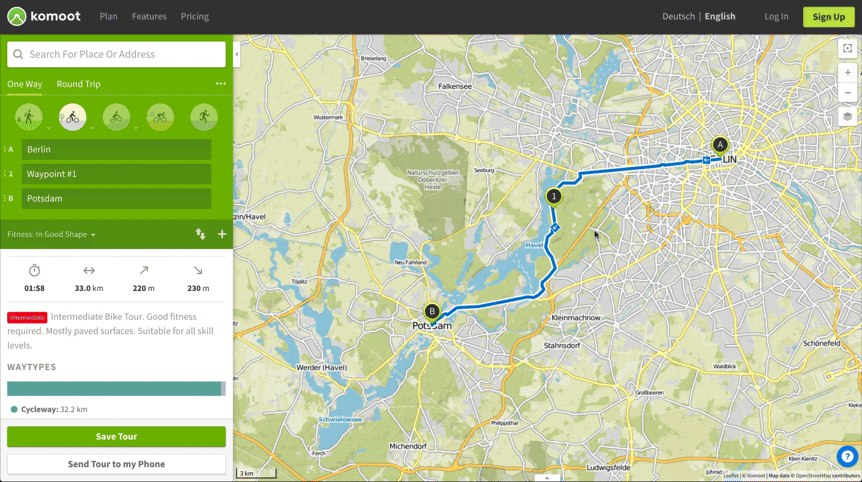 komoot
Plan
Features
Pricing
Deutsch | English
Log In
Sign Up
Search For Place Or Address
One Way
Round Trip
A
Berlin
1
Waypoint #1
B
Potsdam
Fitness: In Good Shape
01:58
33.0 km
220 m
230 m
Intermediate Intermediate Bike Tour. Good fitness
required. Mostly paved surfaces. Suitable for all skill
levels.
WAYTYPES
Cycleway: 32.2 km
Save Tour
Send Tour to my Phone
Brieselang
Falkensee
Wustermark
A
LIN
Naturschutzgebiet
Döberitzer
Heide
Seeburg
1
zin/Havel)
Havel
Neu Fahrland
Töplitz
B
Potsdam
Kleinmachnow
Stahnsdorf
Schönefeld
Werder (Havel)
Waßmannsdorf
Großbeeren
Schwielowsee
Philippsthal
Ferch
Michendorf
Ludwigsfelde
Klein Kienitz
3 km
Leaflet | © Komoot | Map data © OpenStreetMap contributors
?